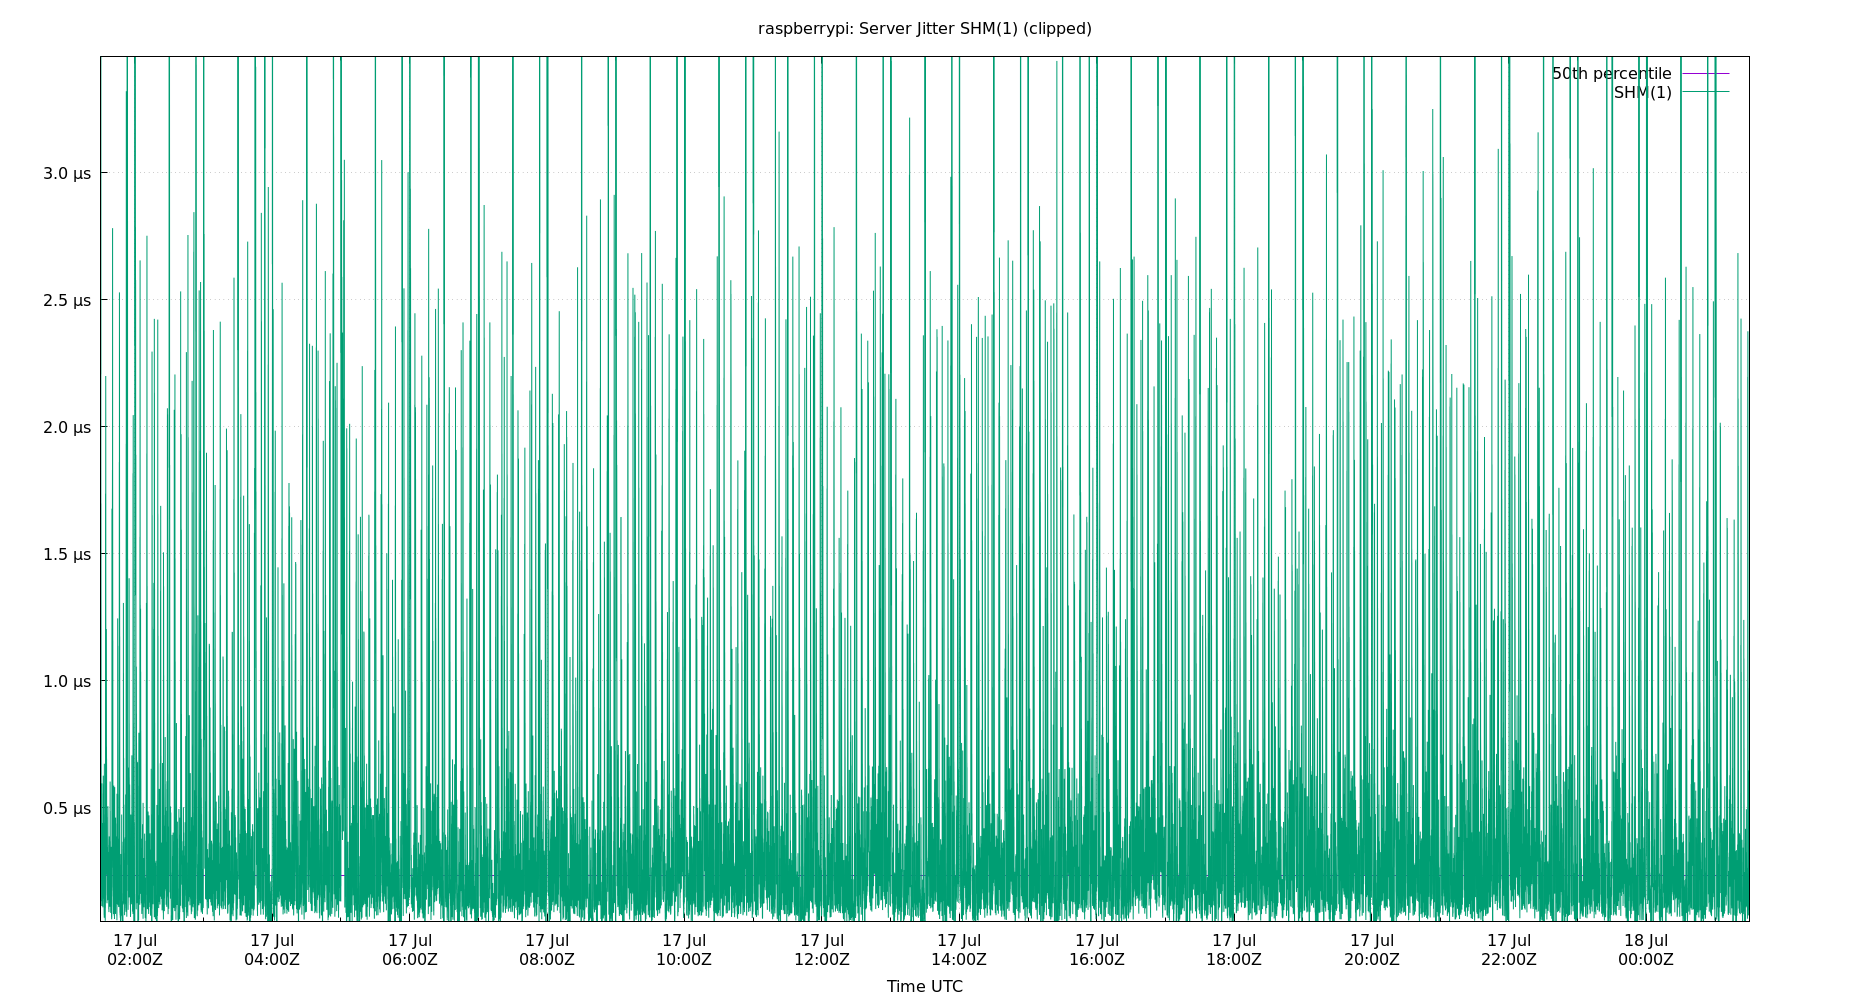 raspberrypi: Server Jitter SHM(1) (clipped)
50th percentile
SHM(1)
3.0 µs
2.5 µs
2.0 µs
1.5 µs
1.0 µs
0.5 µs
17 Jul 17 Jul 17 Jul 17 Jul 17 Jul 17 Jul 17 Jul 17 Jul 17 Jul 17 Jul 17 Jul 18 Jul
02:00Z 04:00Z 06:00Z 08:00Z 10:00Z 12:00Z 14:00Z 16:00Z 18:00Z 20:00Z 22:00Z 00:00Z
Time UTC